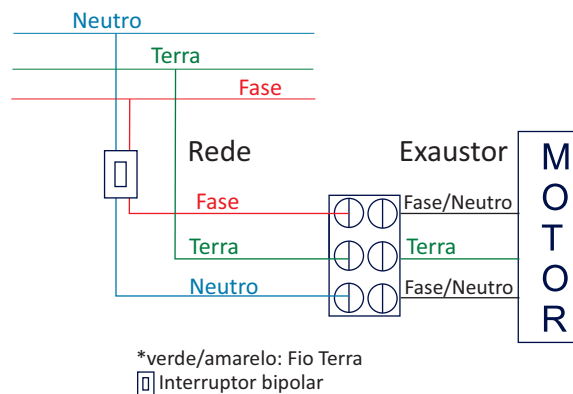 Neutro
Terra
Fase
Rede
Exaustor
Fase
Fase/Neutro
Terra
Terra
Neutro
Fase/Neutro
MOTOR
*verde/amarelo: Fio Terra
Interruptor bipolar